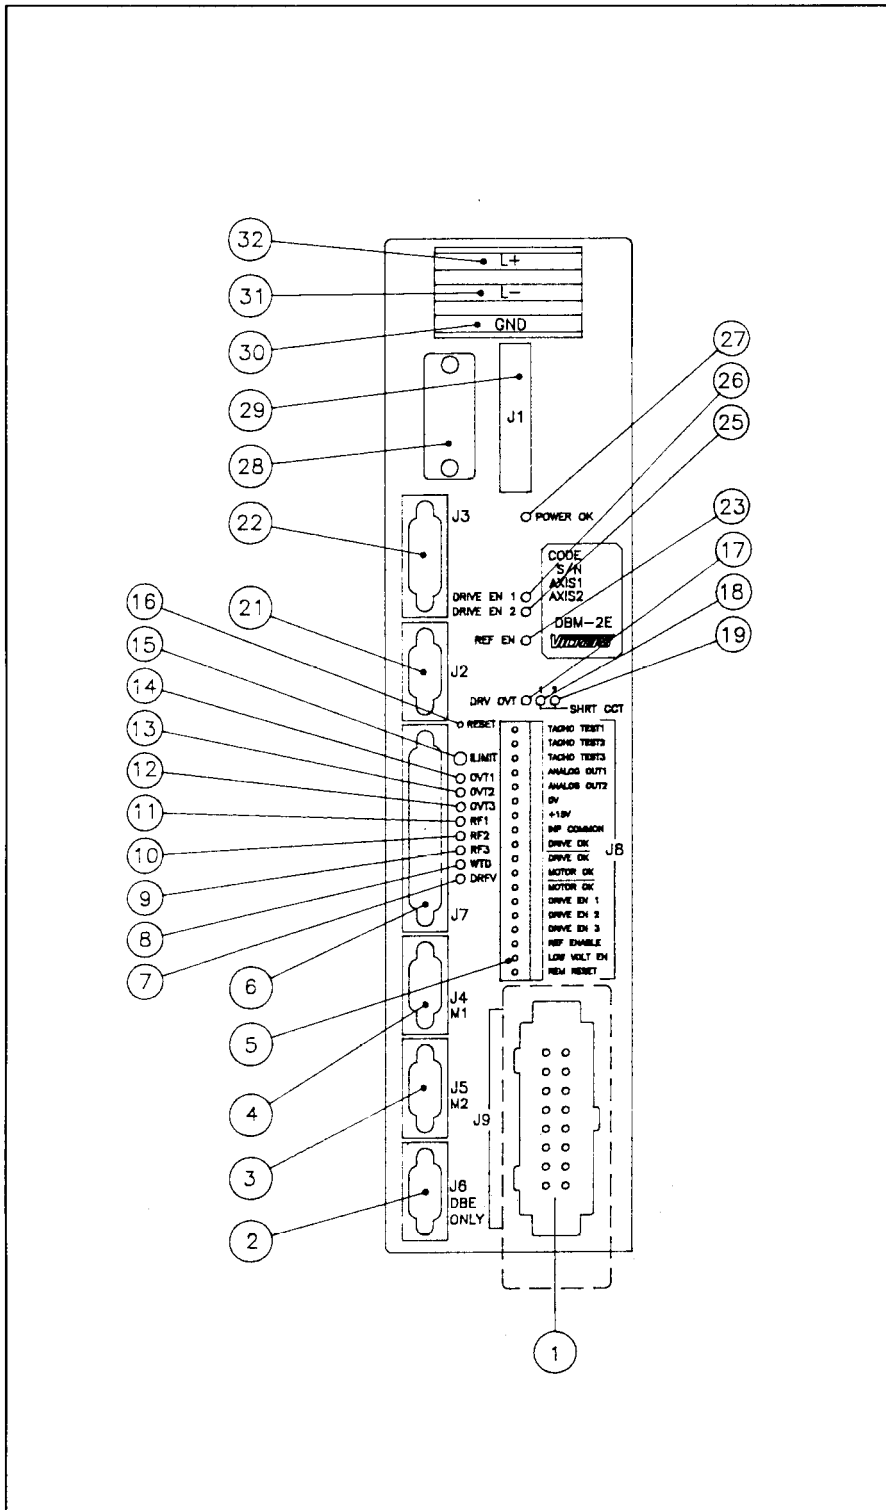 32
L+
31
L-
30
GND
27
29
J1
26
28
25
22
J3
POWER OK
23
CODE
S/N
AXIS1
AXIS2
17
16
21
DRIVE EN 1
DRIVE EN 2
DBM-2E
VICKERS
18
15
J2
REF EN
19
14
DRV OVT
1 2
SHRT CCT
13
RESET
TACHO TEST1
12
ILIMIT
TACHO TEST2
11
OVT1
TACHO TEST3
10
OVT2
ANALOG OUT1
9
OVT3
ANALOG OUT2
8
RF1
0V
7
RF2
+15V
RF3
INP COMMON
WTD
DRIVE OK
DRFV
DRIVE OK
J8
MOTOR OK
MOTOR OK
J7
DRIVE EN 1
DRIVE EN 2
DRIVE EN 3
REF ENABLE
LOW VOLT EN
REM RESET
6
J4
M1
5
4
J5
M2
J9
3
J6
DBE
ONLY
2
1